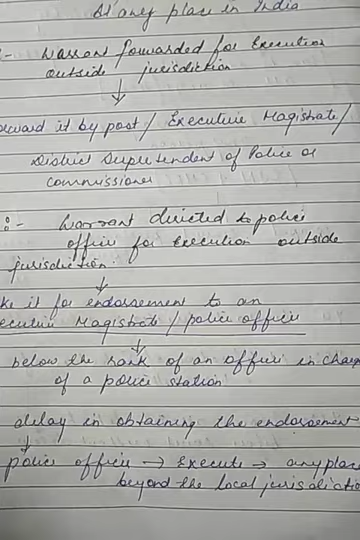 At any place in India
:- Warrant forwarded for Execution
outside jurisdiction
↓
orward it by post / Executive Magistrate /
District Superintendent of Police or
commissioner
:- Warrant directed to police
officer for execution outside
jurisdiction.
↓
ke it for endorsement to an
ecutive Magistrate / police officer
↓
below the rank of an officer in charge
of a police station
delay in obtaining the endorsement
↓
police officer → Execute → any place
beyond the local jurisdiction